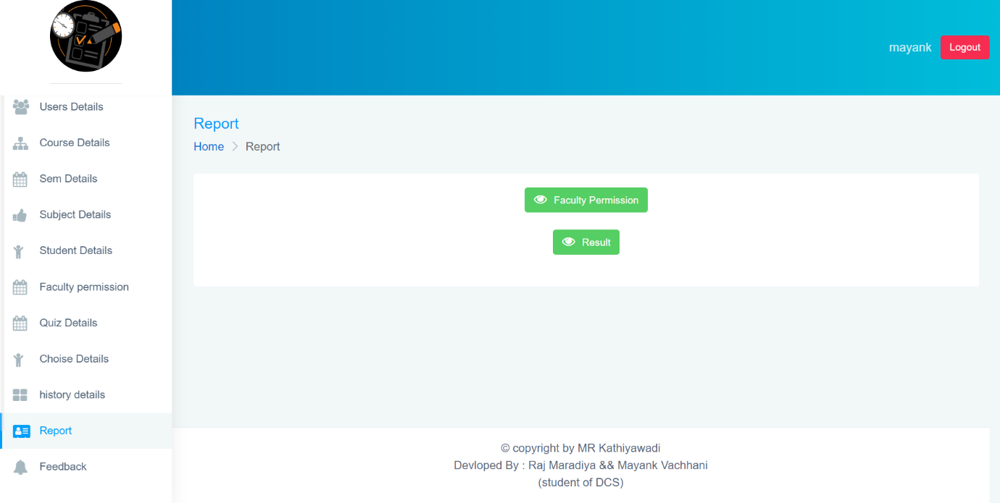 mayank
Logout
Users Details
Course Details
Sem Details
Subject Details
Student Details
Faculty permission
Quiz Details
Choise Details
history details
Report
Feedback
Report
Home > Report
Faculty Permission
Result
© copyright by MR Kathiyawadi
Devloped By : Raj Maradiya && Mayank Vachhani
(student of DCS)